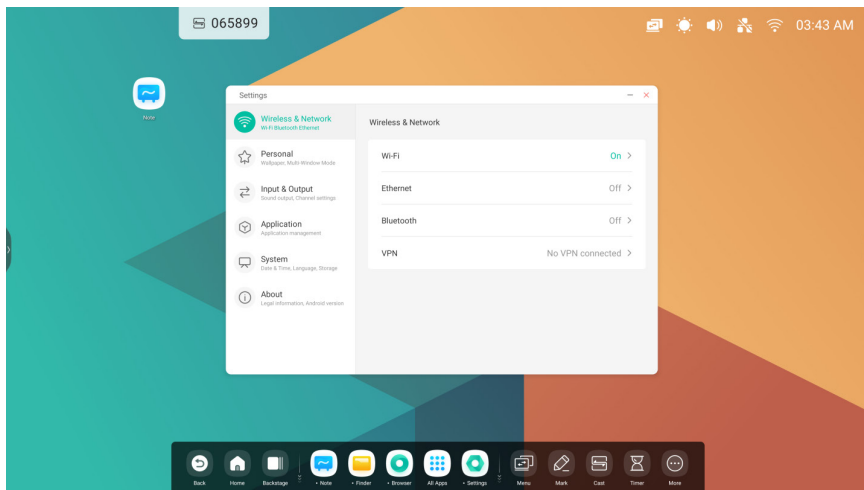 065899
03:43 AM
Note
Settings
Wireless & Network
Wi-Fi Bluetooth Ethernet
Personal
Wallpaper, Multi-Window Mode
Input & Output
Sound output, Channel settings
Application
Application management
System
Date & Time, Language, Storage
About
Legal information, Android version
Wireless & Network
Wi-Fi On
Ethernet Off
Bluetooth Off
VPN No VPN connected
Back Home Backstage • Note • Finder • Browser All Apps • Settings Menu Mark Cast Timer More